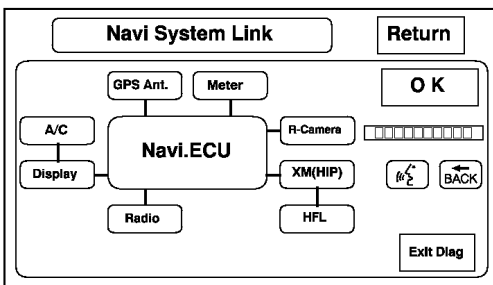 Navi System Link
Return
GPS Ant.
Meter
O K
A/C
R-Camera
Navi.ECU
Display
XM(HIP)
BACK
Radio
HFL
Exit Diag